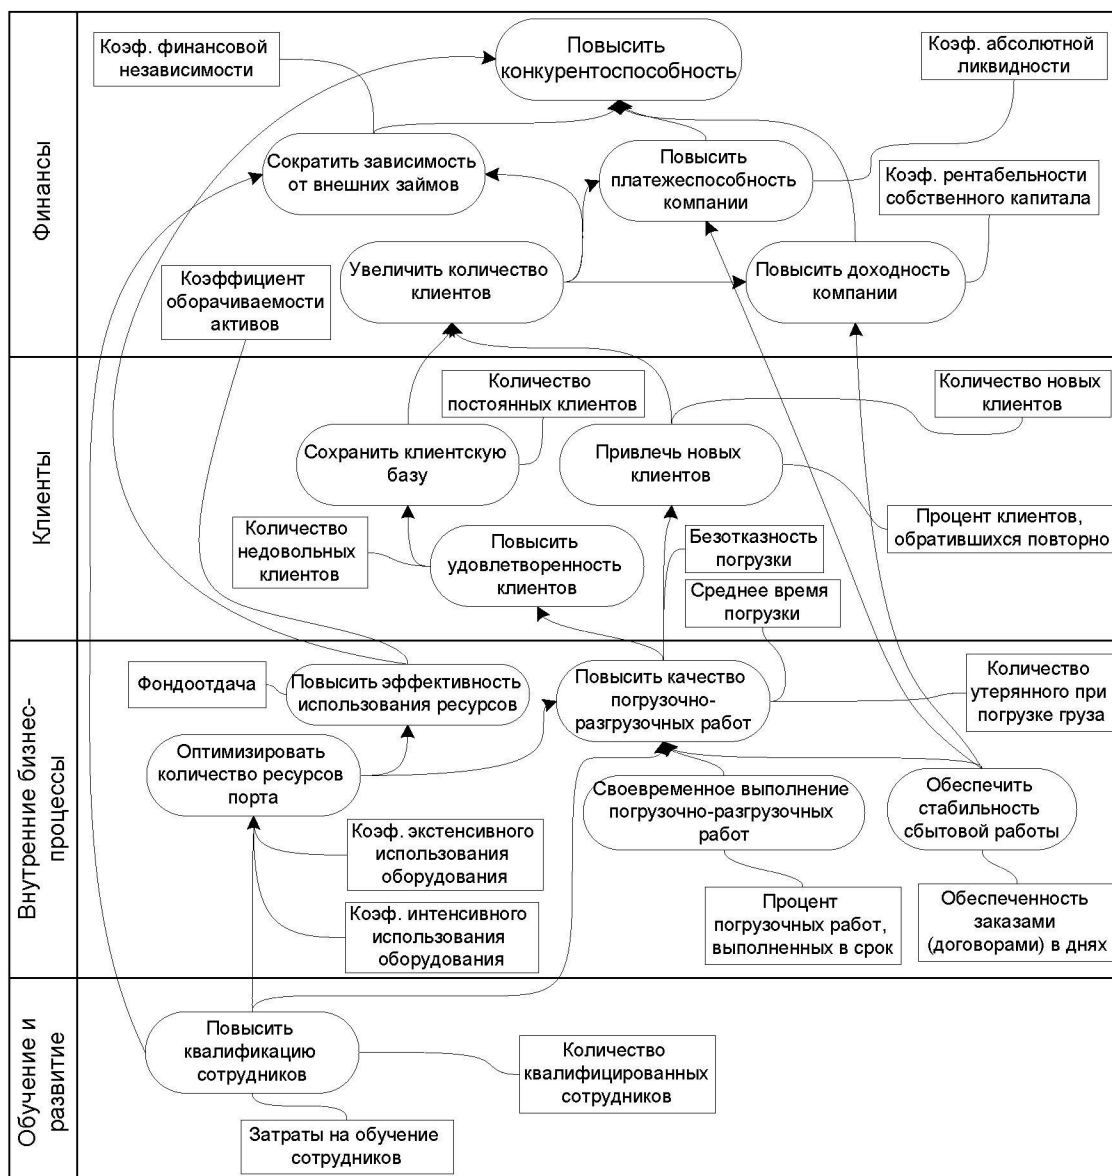 Финансы
Коэф. финансовой
независимости
Повысить
конкурентоспособность
Коэф. абсолютной
ликвидности
Сократить зависимость
от внешних займов
Повысить
платежеспособность
компании
Коэф. рентабельности
собственного капитала
Коэффициент
оборачиваемости
активов
Увеличить количество
клиентов
Повысить доходность
компании
Клиенты
Количество
постоянных клиентов
Количество новых
клиентов
Сохранить клиентскую
базу
Привлечь новых
клиентов
Количество
недовольных
клиентов
Повысить
удовлетворенность
клиентов
Безотказность
погрузки
Процент клиентов,
обратившихся повторно
Среднее время
погрузки
Внутренние бизнес-
процессы
Фондоотдача
Повысить эффективность
использования ресурсов
Повысить качество
погрузочно-
разгрузочных работ
Количество
утерянного при
погрузке груза
Оптимизировать
количество ресурсов
порта
Своевременное выполнение
погрузочно-разгрузочных
работ
Обеспечить
стабильность
сбытовой работы
Коэф. экстенсивного
использования
оборудования
Коэф. интенсивного
использования
оборудования
Процент
погрузочных работ,
выполненных в срок
Обеспеченность
заказами
(договорами) в днях
Обучение и
развитие
Повысить
квалификацию
сотрудников
Количество
квалифицированных
сотрудников
Затраты на обучение
сотрудников